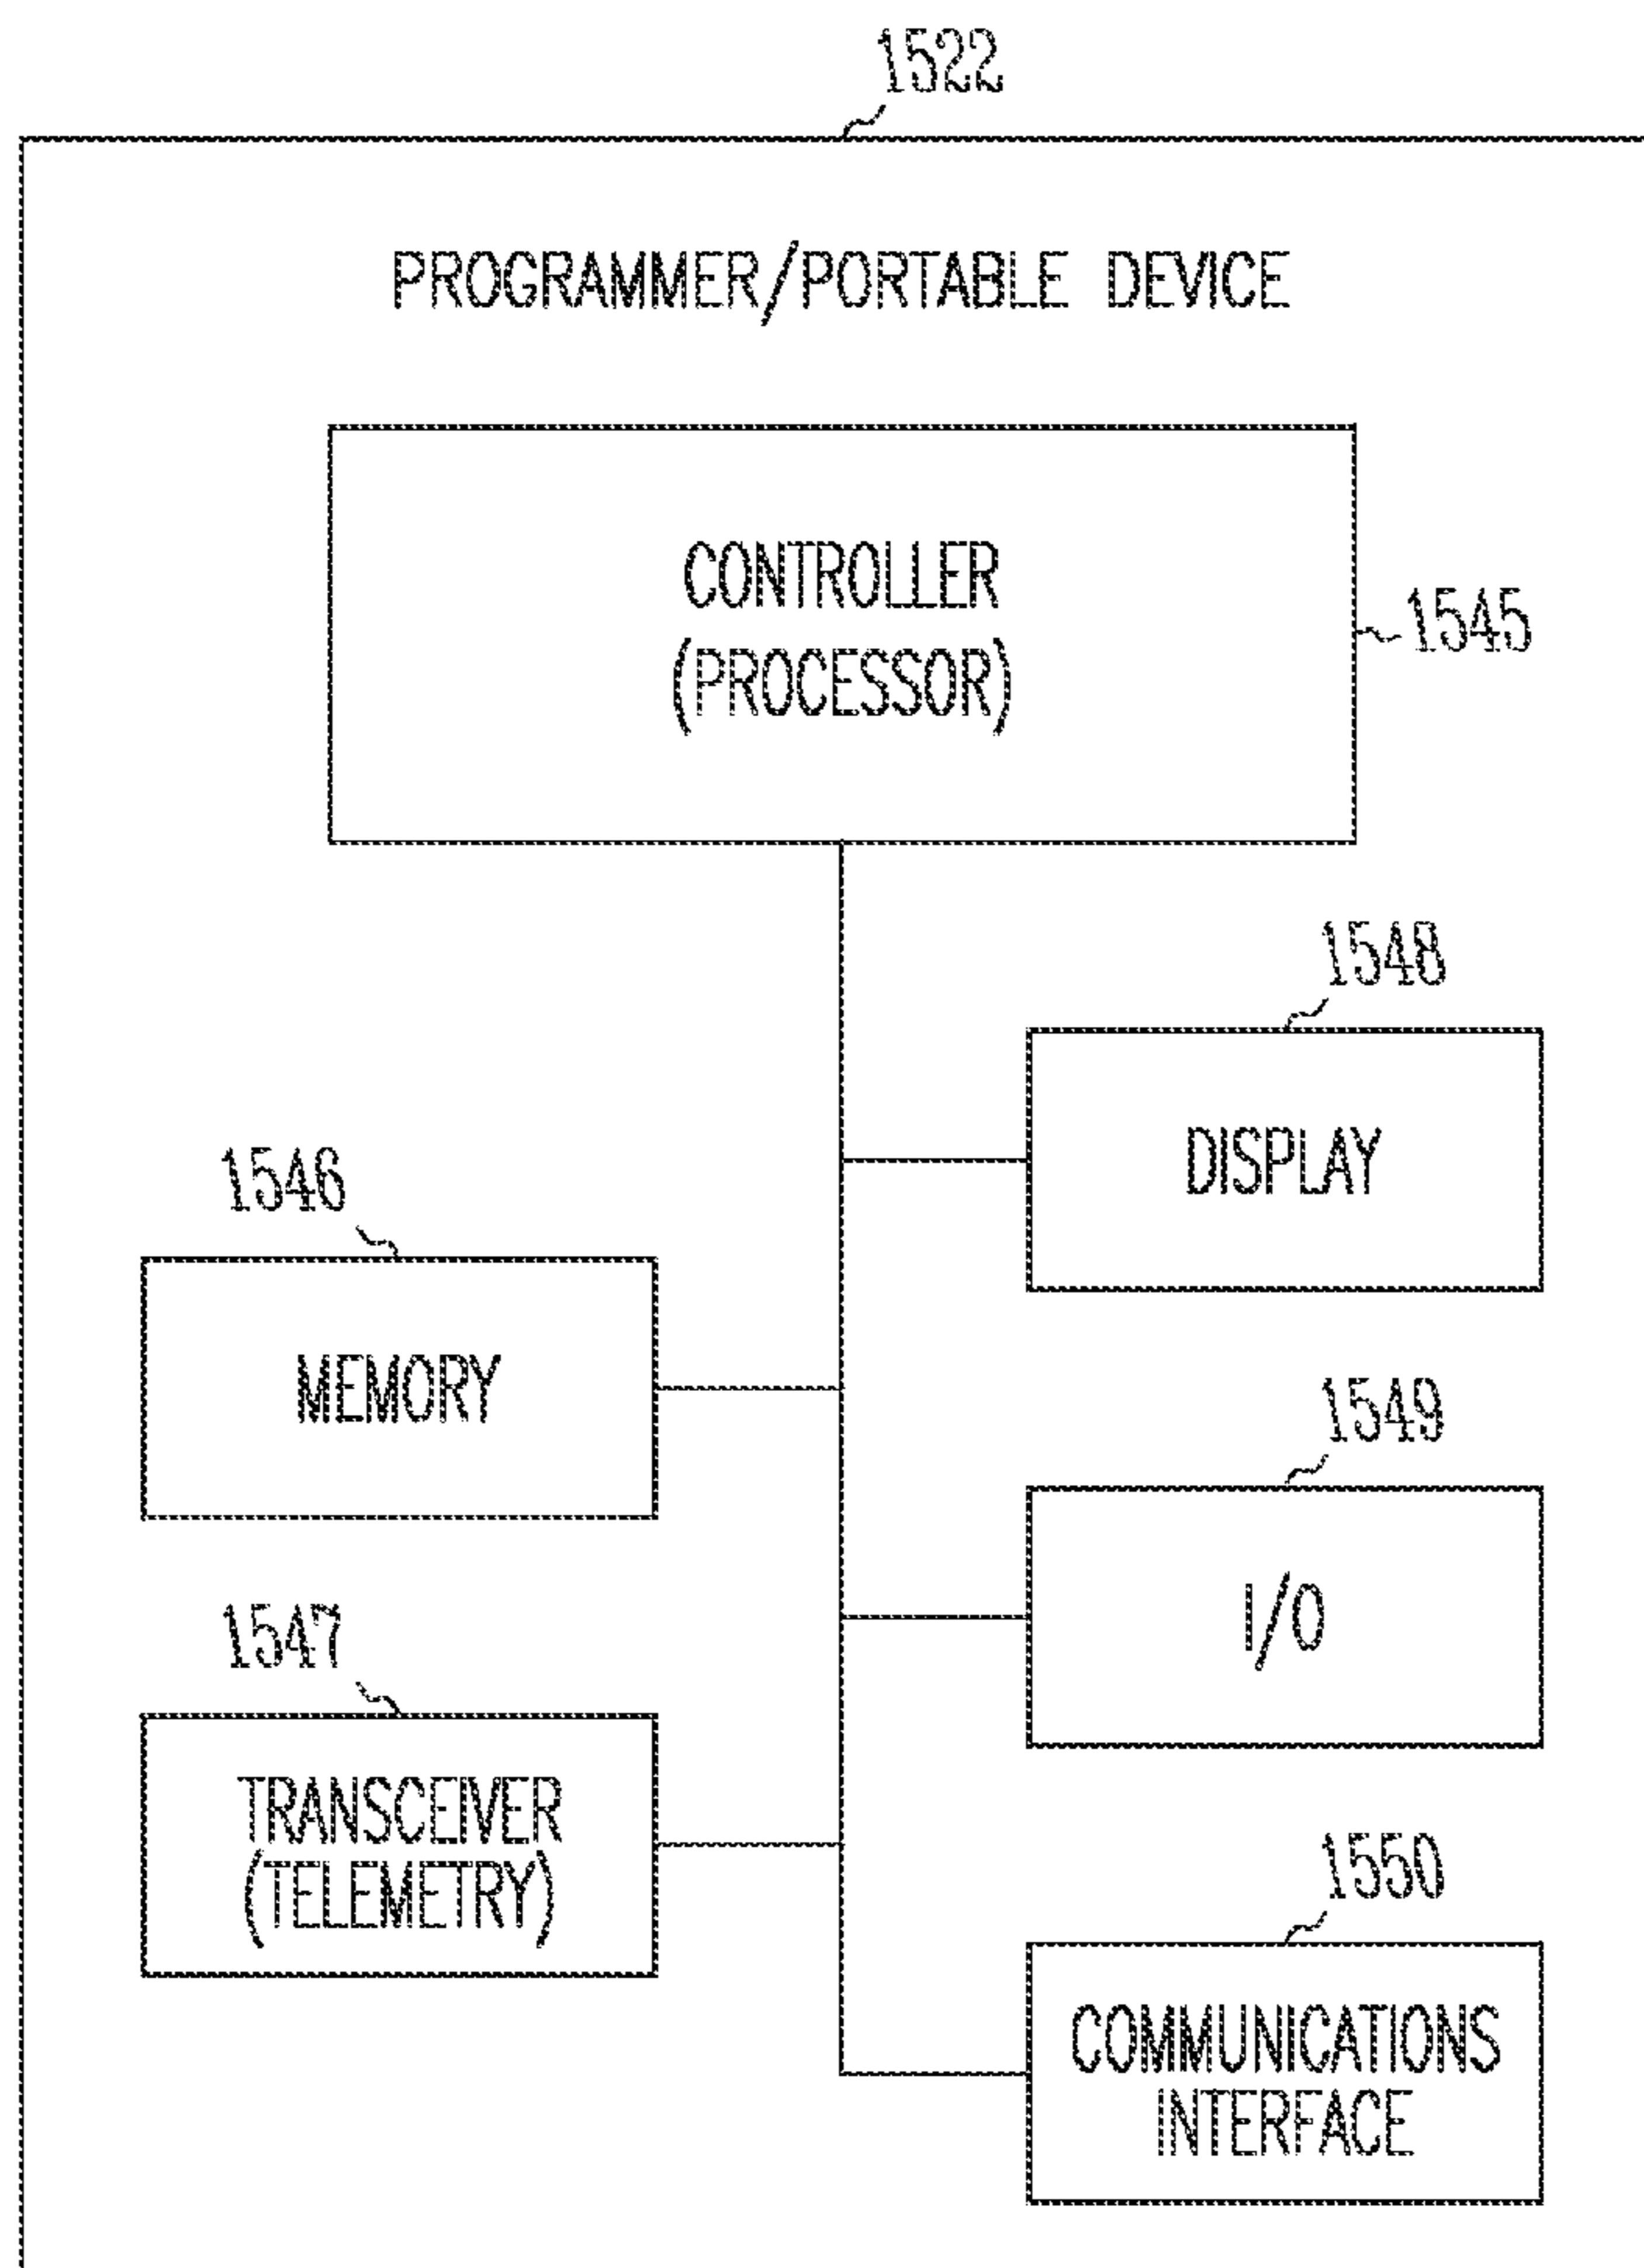 1522
PROGRAMMER/PORTABLE DEVICE
CONTROLLER
(PROCESSOR)
1545
1548
DISPLAY
1546
MEMORY
1549
I/O
1547
TRANSCEIVER
(TELEMETRY)
1550
COMMUNICATIONS
INTERFACE